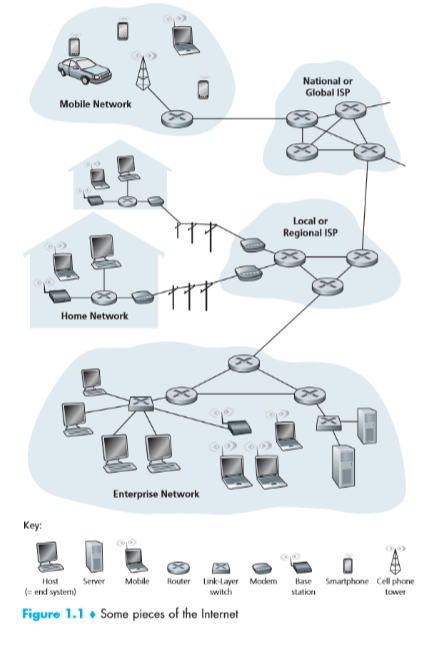 National or
Global ISP
Mobile Network
Local or
Regional ISP
Home Network
Enterprise Network
Key:
Host
(= end system)
Server
Mobile
Router
Link-Layer
switch
Modem
Base
station
Smartphone
Cell phone
tower
Figure 1.1 ♦ Some pieces of the Internet